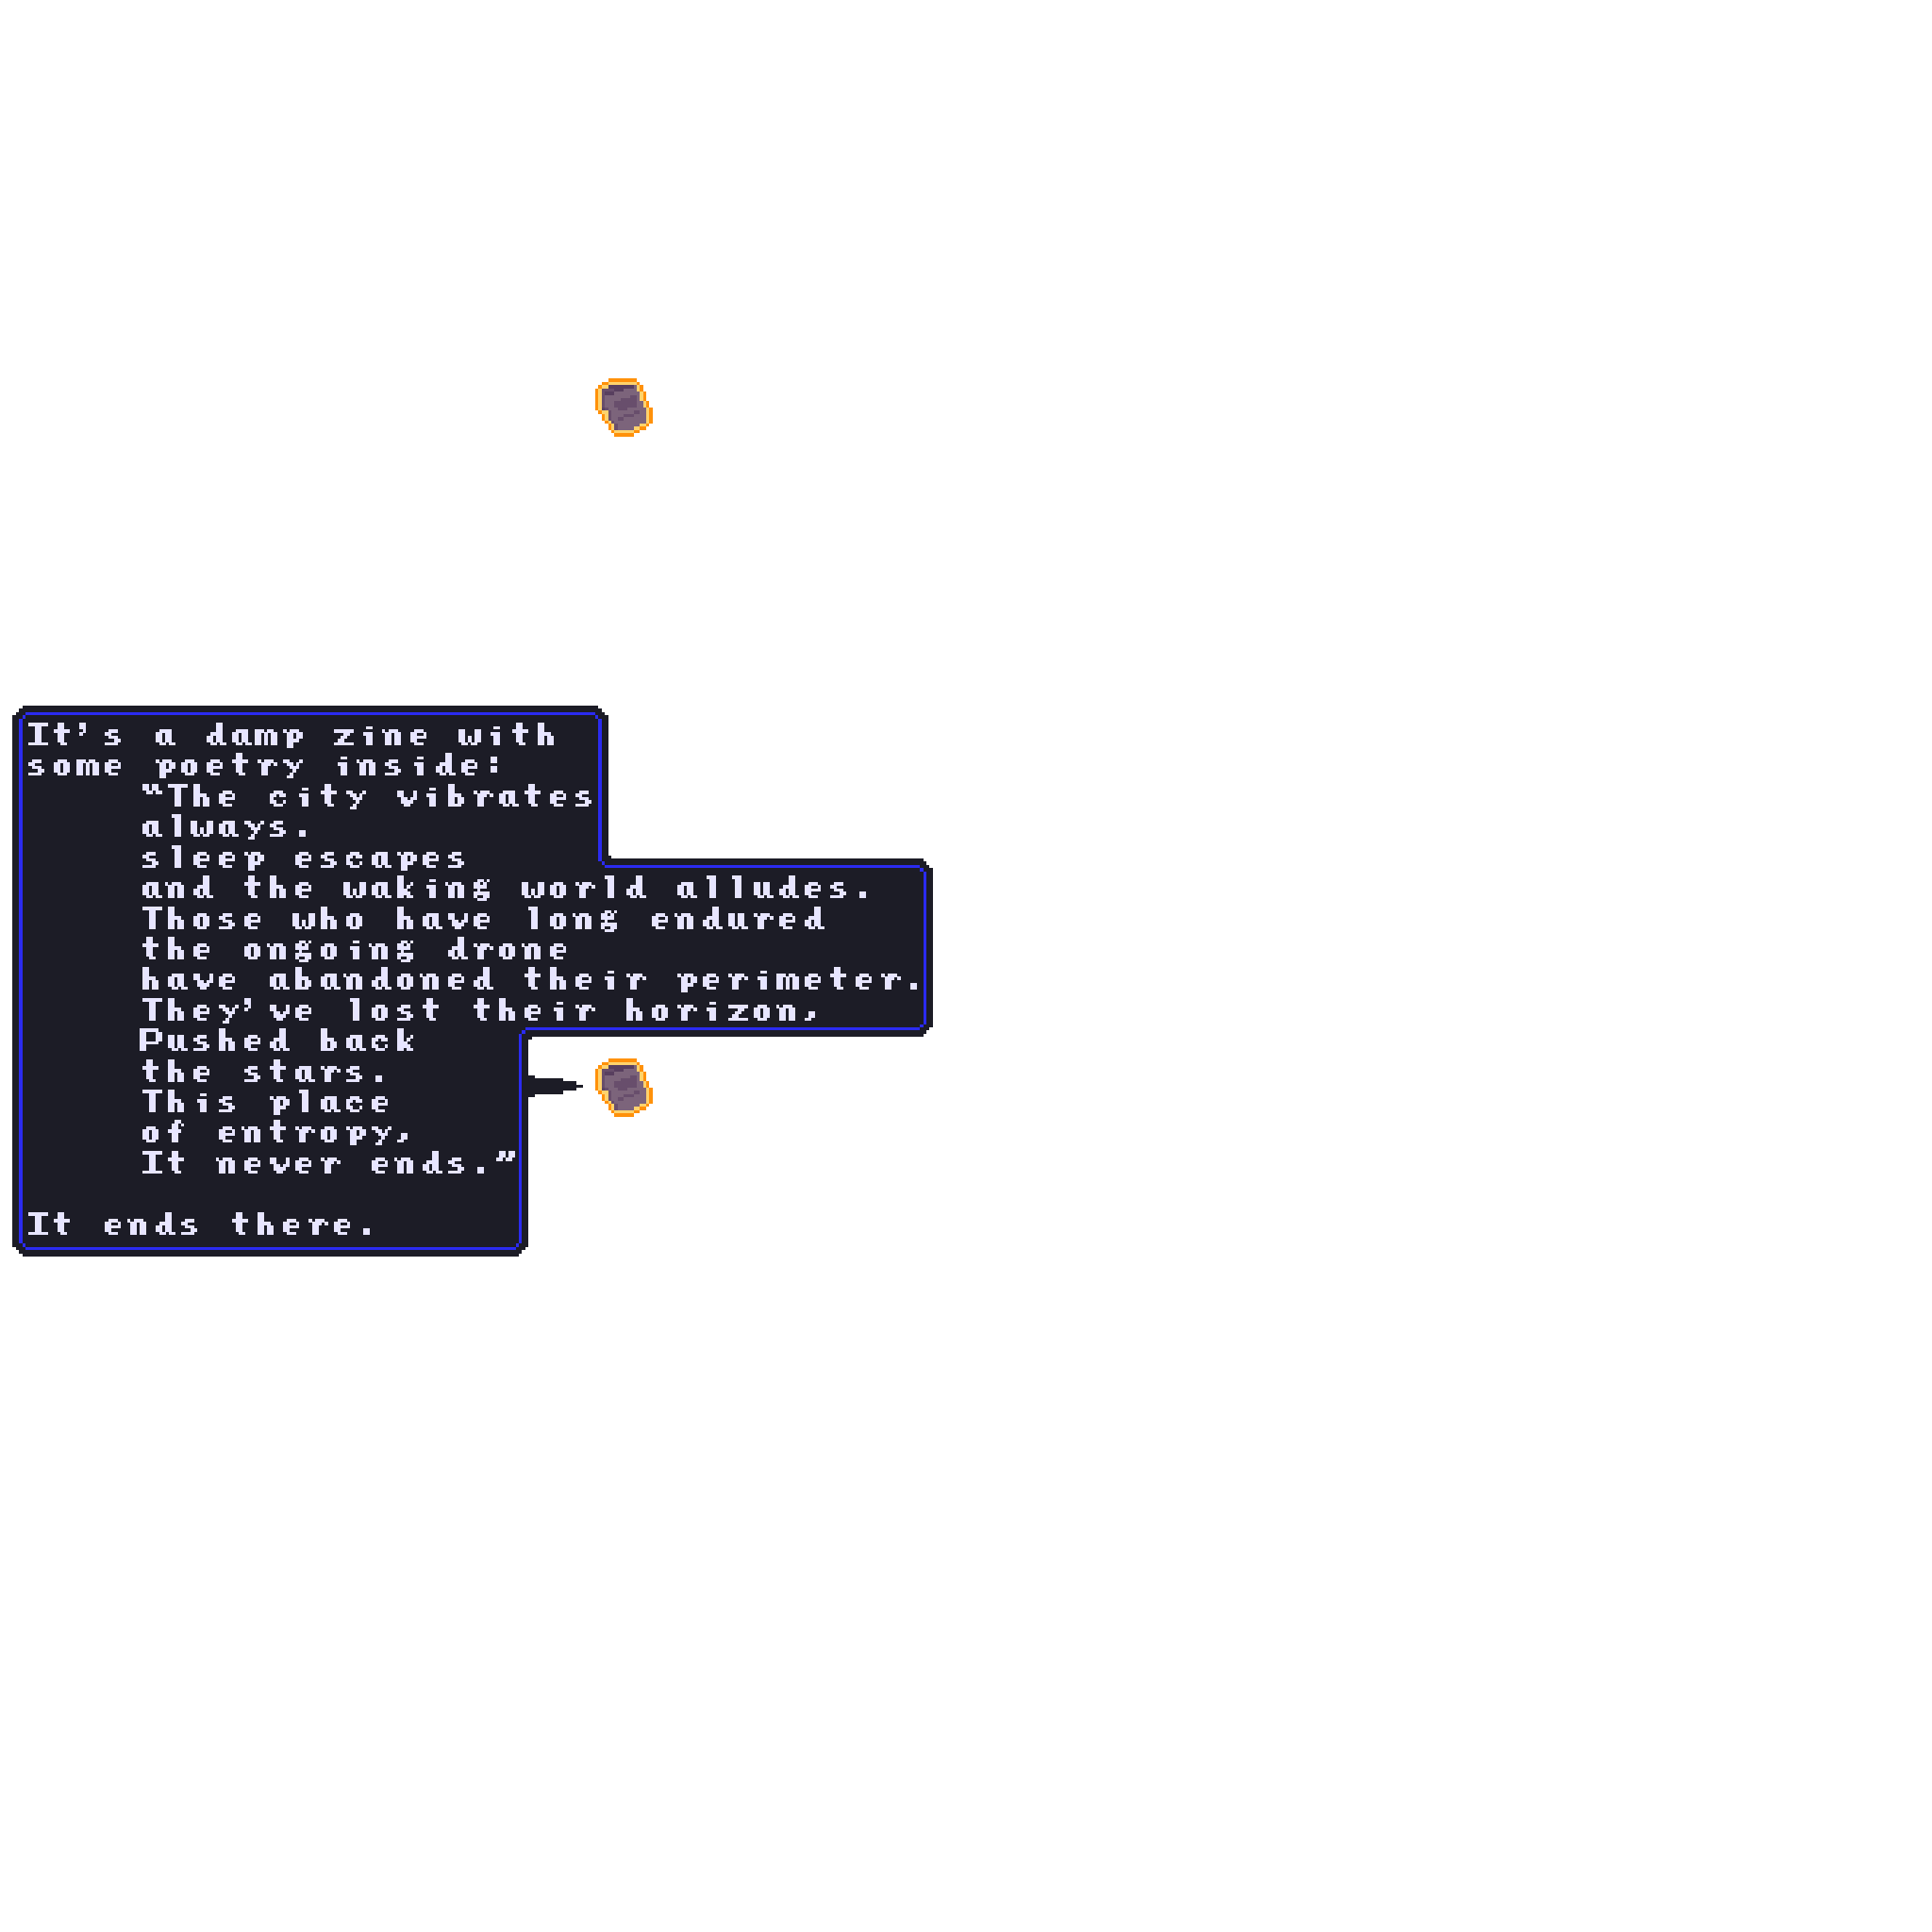 It's a damp zine with
some poetry inside:
“The city vibrates
always.
sleep escapes
and the waking world alludes.
Those who have long endured
the ongoing drone
have abandoned their perimeter.
They've lost their horizon,
Pushed back
the stars.
This place
of entropy,
It never ends.”
It ends there.